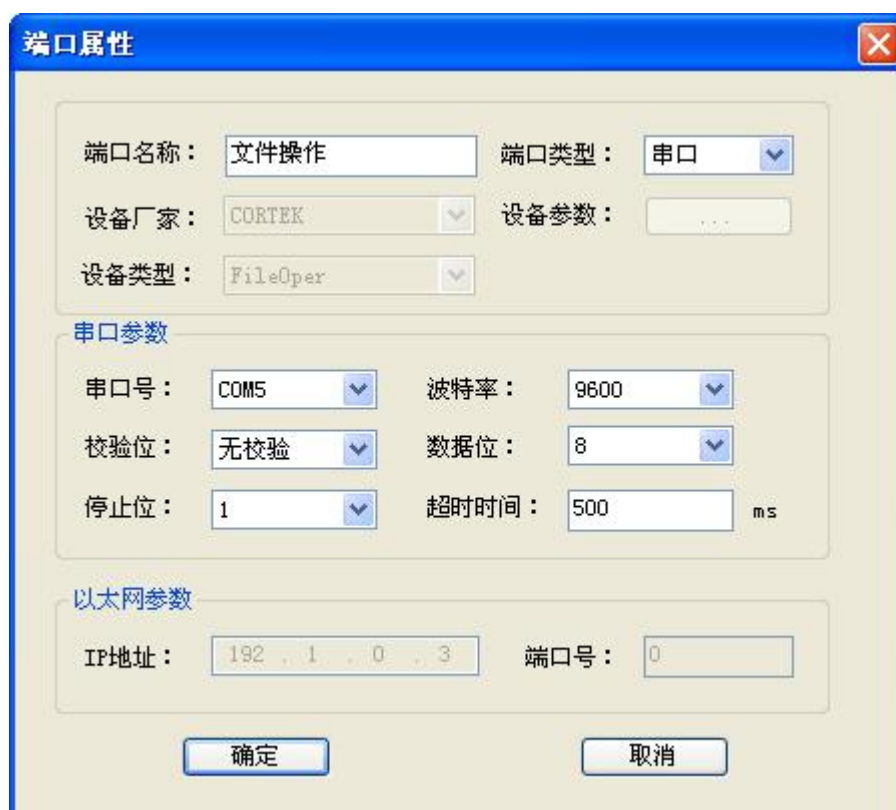 端口属性
端口名称： 文件操作 端口类型： 串口
设备厂家： CORTEK 设备参数： ...
设备类型： FileOper
串口参数
串口号： COM5 波特率： 9600
校验位： 无校验 数据位： 8
停止位： 1 超时时间： 500 ms
以太网参数
IP地址： 192 . 1 . 0 . 3 端口号： 0
确定 取消